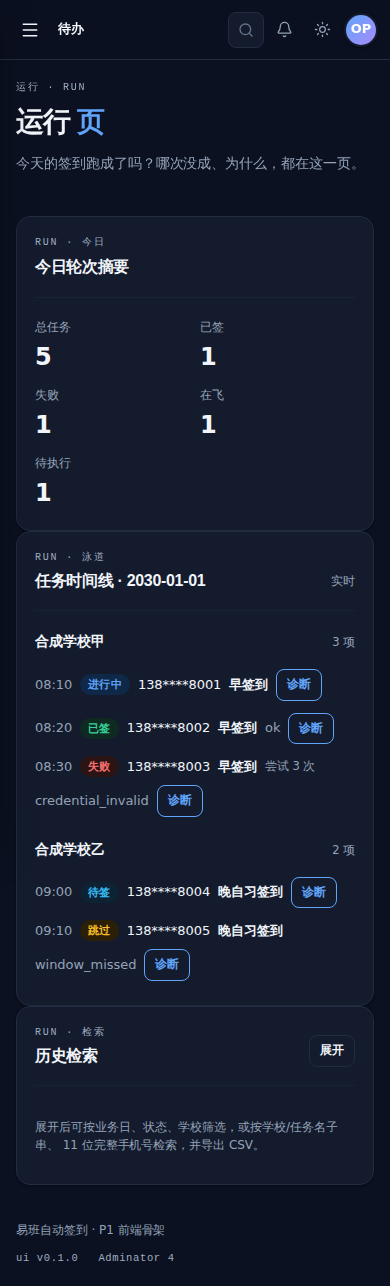 待办
OP
运行 · RUN
运行 页
今天的签到跑成了吗？哪次没成、为什么，都在这一页。
RUN · 今日
今日轮次摘要
总任务 已签
5 1
失败 在飞
1 1
待执行
1
RUN · 泳道
任务时间线 · 2030-01-01 实时
合成学校甲 3 项
08:10 进行中 138****8001 早签到 诊断
08:20 已签 138****8002 早签到 ok 诊断
08:30 失败 138****8003 早签到 尝试 3 次
credential_invalid 诊断
合成学校乙 2 项
09:00 待签 138****8004 晚自习签到 诊断
09:10 跳过 138****8005 晚自习签到
window_missed 诊断
RUN · 检索
历史检索 展开
展开后可按业务日、状态、学校筛选，或按学校/任务名子
串、 11 位完整手机号检索，并导出 CSV。
易班自动签到 · P1 前端骨架
ui v0.1.0 Adminator 4